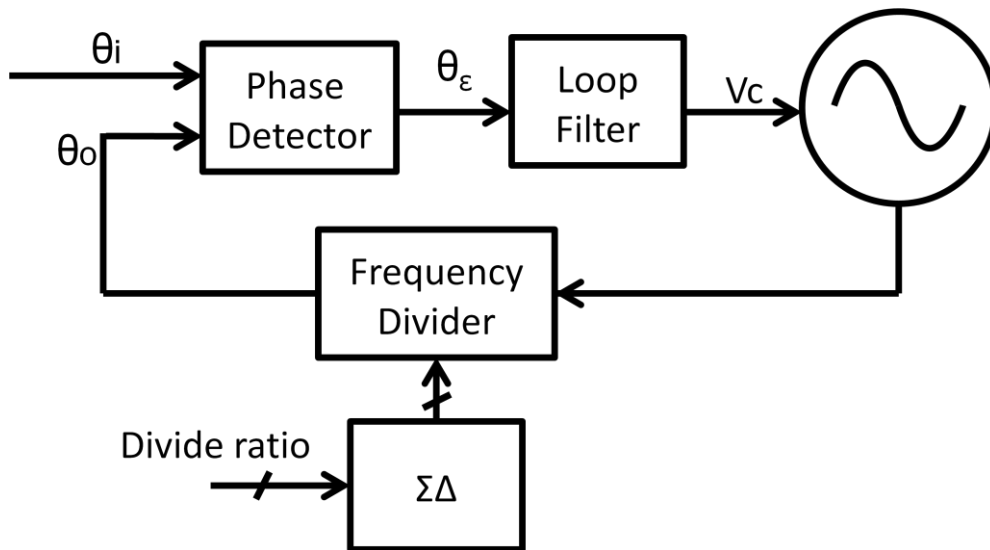 θi
Phase
Detector
θε
Loop
Filter
Vc
θo
Frequency
Divider
Divide ratio
ΣΔ